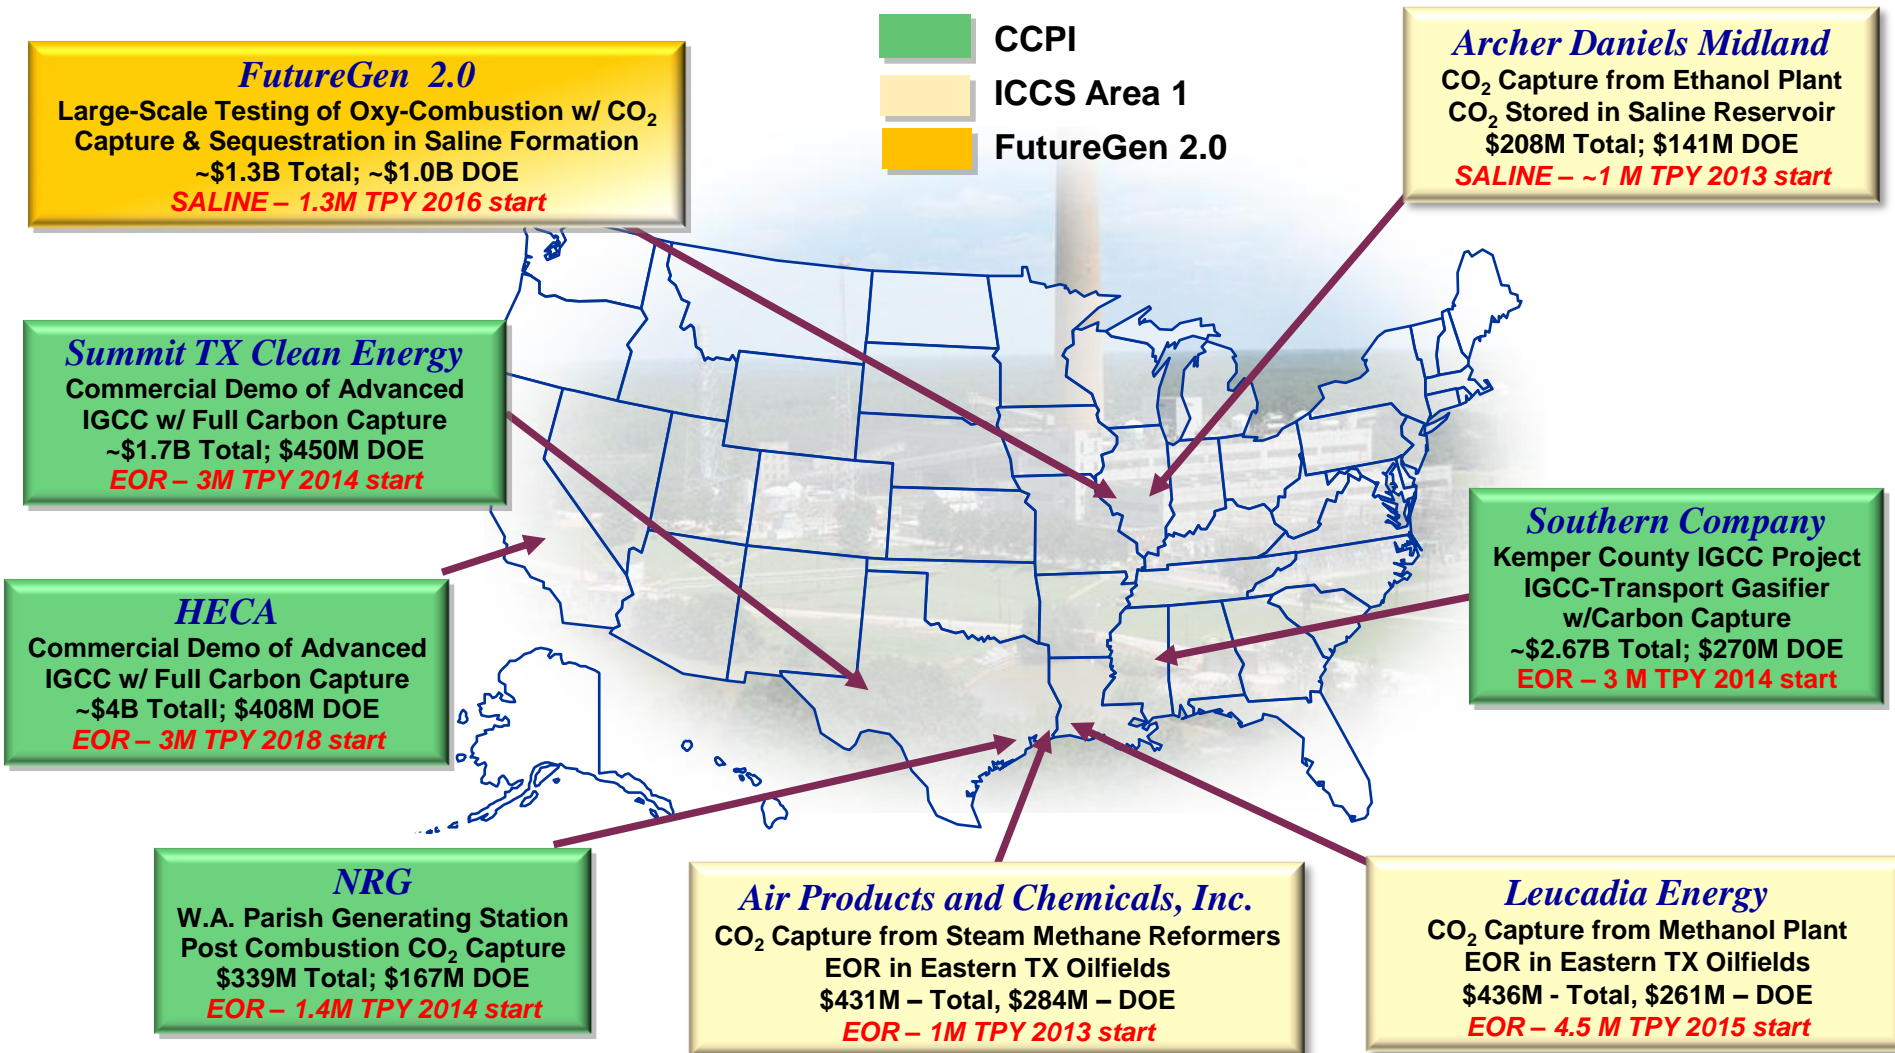 FutureGen 2.0
Large-Scale Testing of Oxy-Combustion w/ CO₂
Capture & Sequestration in Saline Formation
~$1.3B Total; ~$1.0B DOE
SALINE – 1.3M TPY 2016 start
CCPI
ICCS Area 1
FutureGen 2.0
Archer Daniels Midland
CO₂ Capture from Ethanol Plant
CO₂ Stored in Saline Reservoir
$208M Total; $141M DOE
SALINE – ~1 M TPY 2013 start
Summit TX Clean Energy
Commercial Demo of Advanced
IGCC w/ Full Carbon Capture
~$1.7B Total; $450M DOE
EOR – 3M TPY 2014 start
Southern Company
Kemper County IGCC Project
IGCC-Transport Gasifier
w/Carbon Capture
~$2.67B Total; $270M DOE
EOR – 3 M TPY 2014 start
HECA
Commercial Demo of Advanced
IGCC w/ Full Carbon Capture
~$4B Totall; $408M DOE
EOR – 3M TPY 2018 start
NRG
W.A. Parish Generating Station
Post Combustion CO₂ Capture
$339M Total; $167M DOE
EOR – 1.4M TPY 2014 start
Air Products and Chemicals, Inc.
CO₂ Capture from Steam Methane Reformers
EOR in Eastern TX Oilfields
$431M – Total, $284M – DOE
EOR – 1M TPY 2013 start
Leucadia Energy
CO₂ Capture from Methanol Plant
EOR in Eastern TX Oilfields
$436M - Total, $261M – DOE
EOR – 4.5 M TPY 2015 start